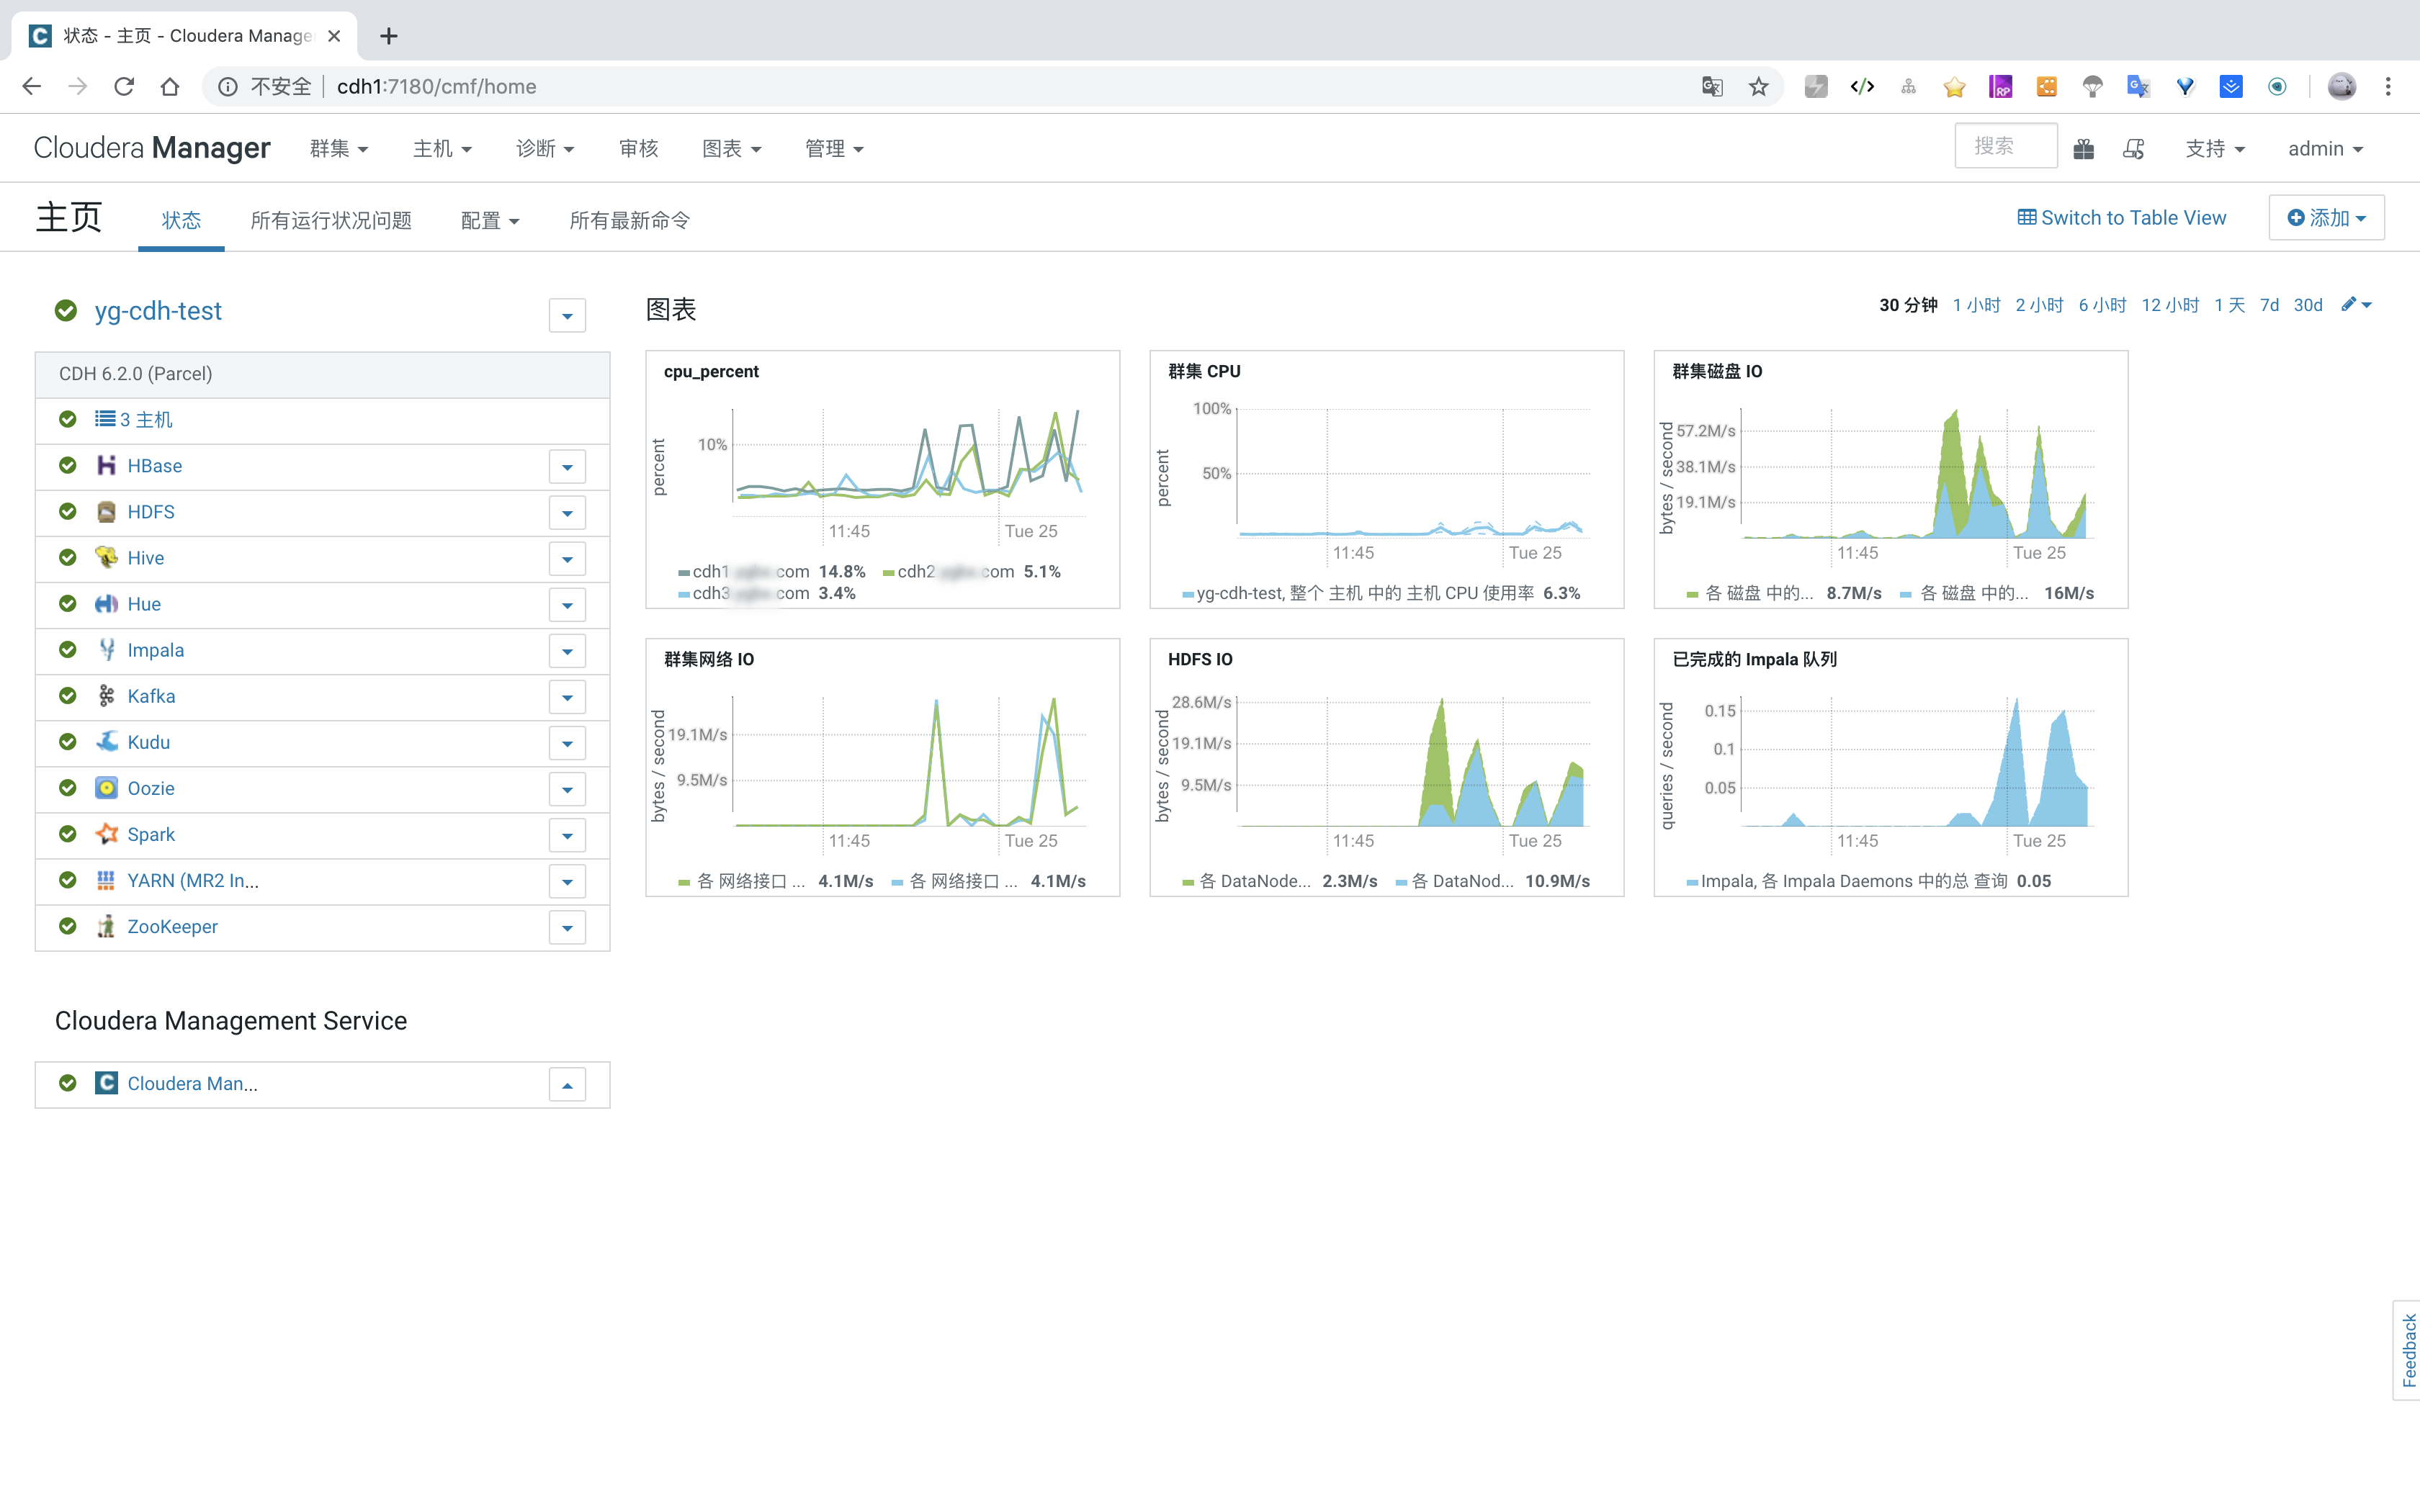 状态 - 主页 - Cloudera Manage
不安全 cdh1:7180/cmf/home
Cloudera Manager 群集 主机 诊断 审核 图表 管理 搜索 支持 admin
主页 状态 所有运行状况问题 配置 所有最新命令 Switch to Table View 添加
yg-cdh-test
CDH 6.2.0 (Parcel)
3 主机
HBase
HDFS
Hive
Hue
Impala
Kafka
Kudu
Oozie
Spark
YARN (MR2 In...
ZooKeeper
Cloudera Management Service
Cloudera Man...
图表 30 分钟 1 小时 2 小时 6 小时 12 小时 1 天 7d 30d
cpu_percent
percent
10%
11:45 Tue 25
cdh1 com 14.8% cdh2 com 5.1%
cdh3 com 3.4%
群集 CPU
percent
100%
50%
11:45 Tue 25
yg-cdh-test, 整个 主机 中的 主机 CPU 使用率 6.3%
群集磁盘 IO
bytes / second
57.2M/s
38.1M/s
19.1M/s
11:45 Tue 25
各 磁盘 中的... 8.7M/s 各 磁盘 中的... 16M/s
群集网络 IO
bytes / second
19.1M/s
9.5M/s
11:45 Tue 25
各 网络接口 ... 4.1M/s 各 网络接口 ... 4.1M/s
HDFS IO
bytes / second
28.6M/s
19.1M/s
9.5M/s
11:45 Tue 25
各 DataNode... 2.3M/s 各 DataNod... 10.9M/s
已完成的 Impala 队列
queries / second
0.15
0.1
0.05
11:45 Tue 25
Impala, 各 Impala Daemons 中的总 查询 0.05
Feedback